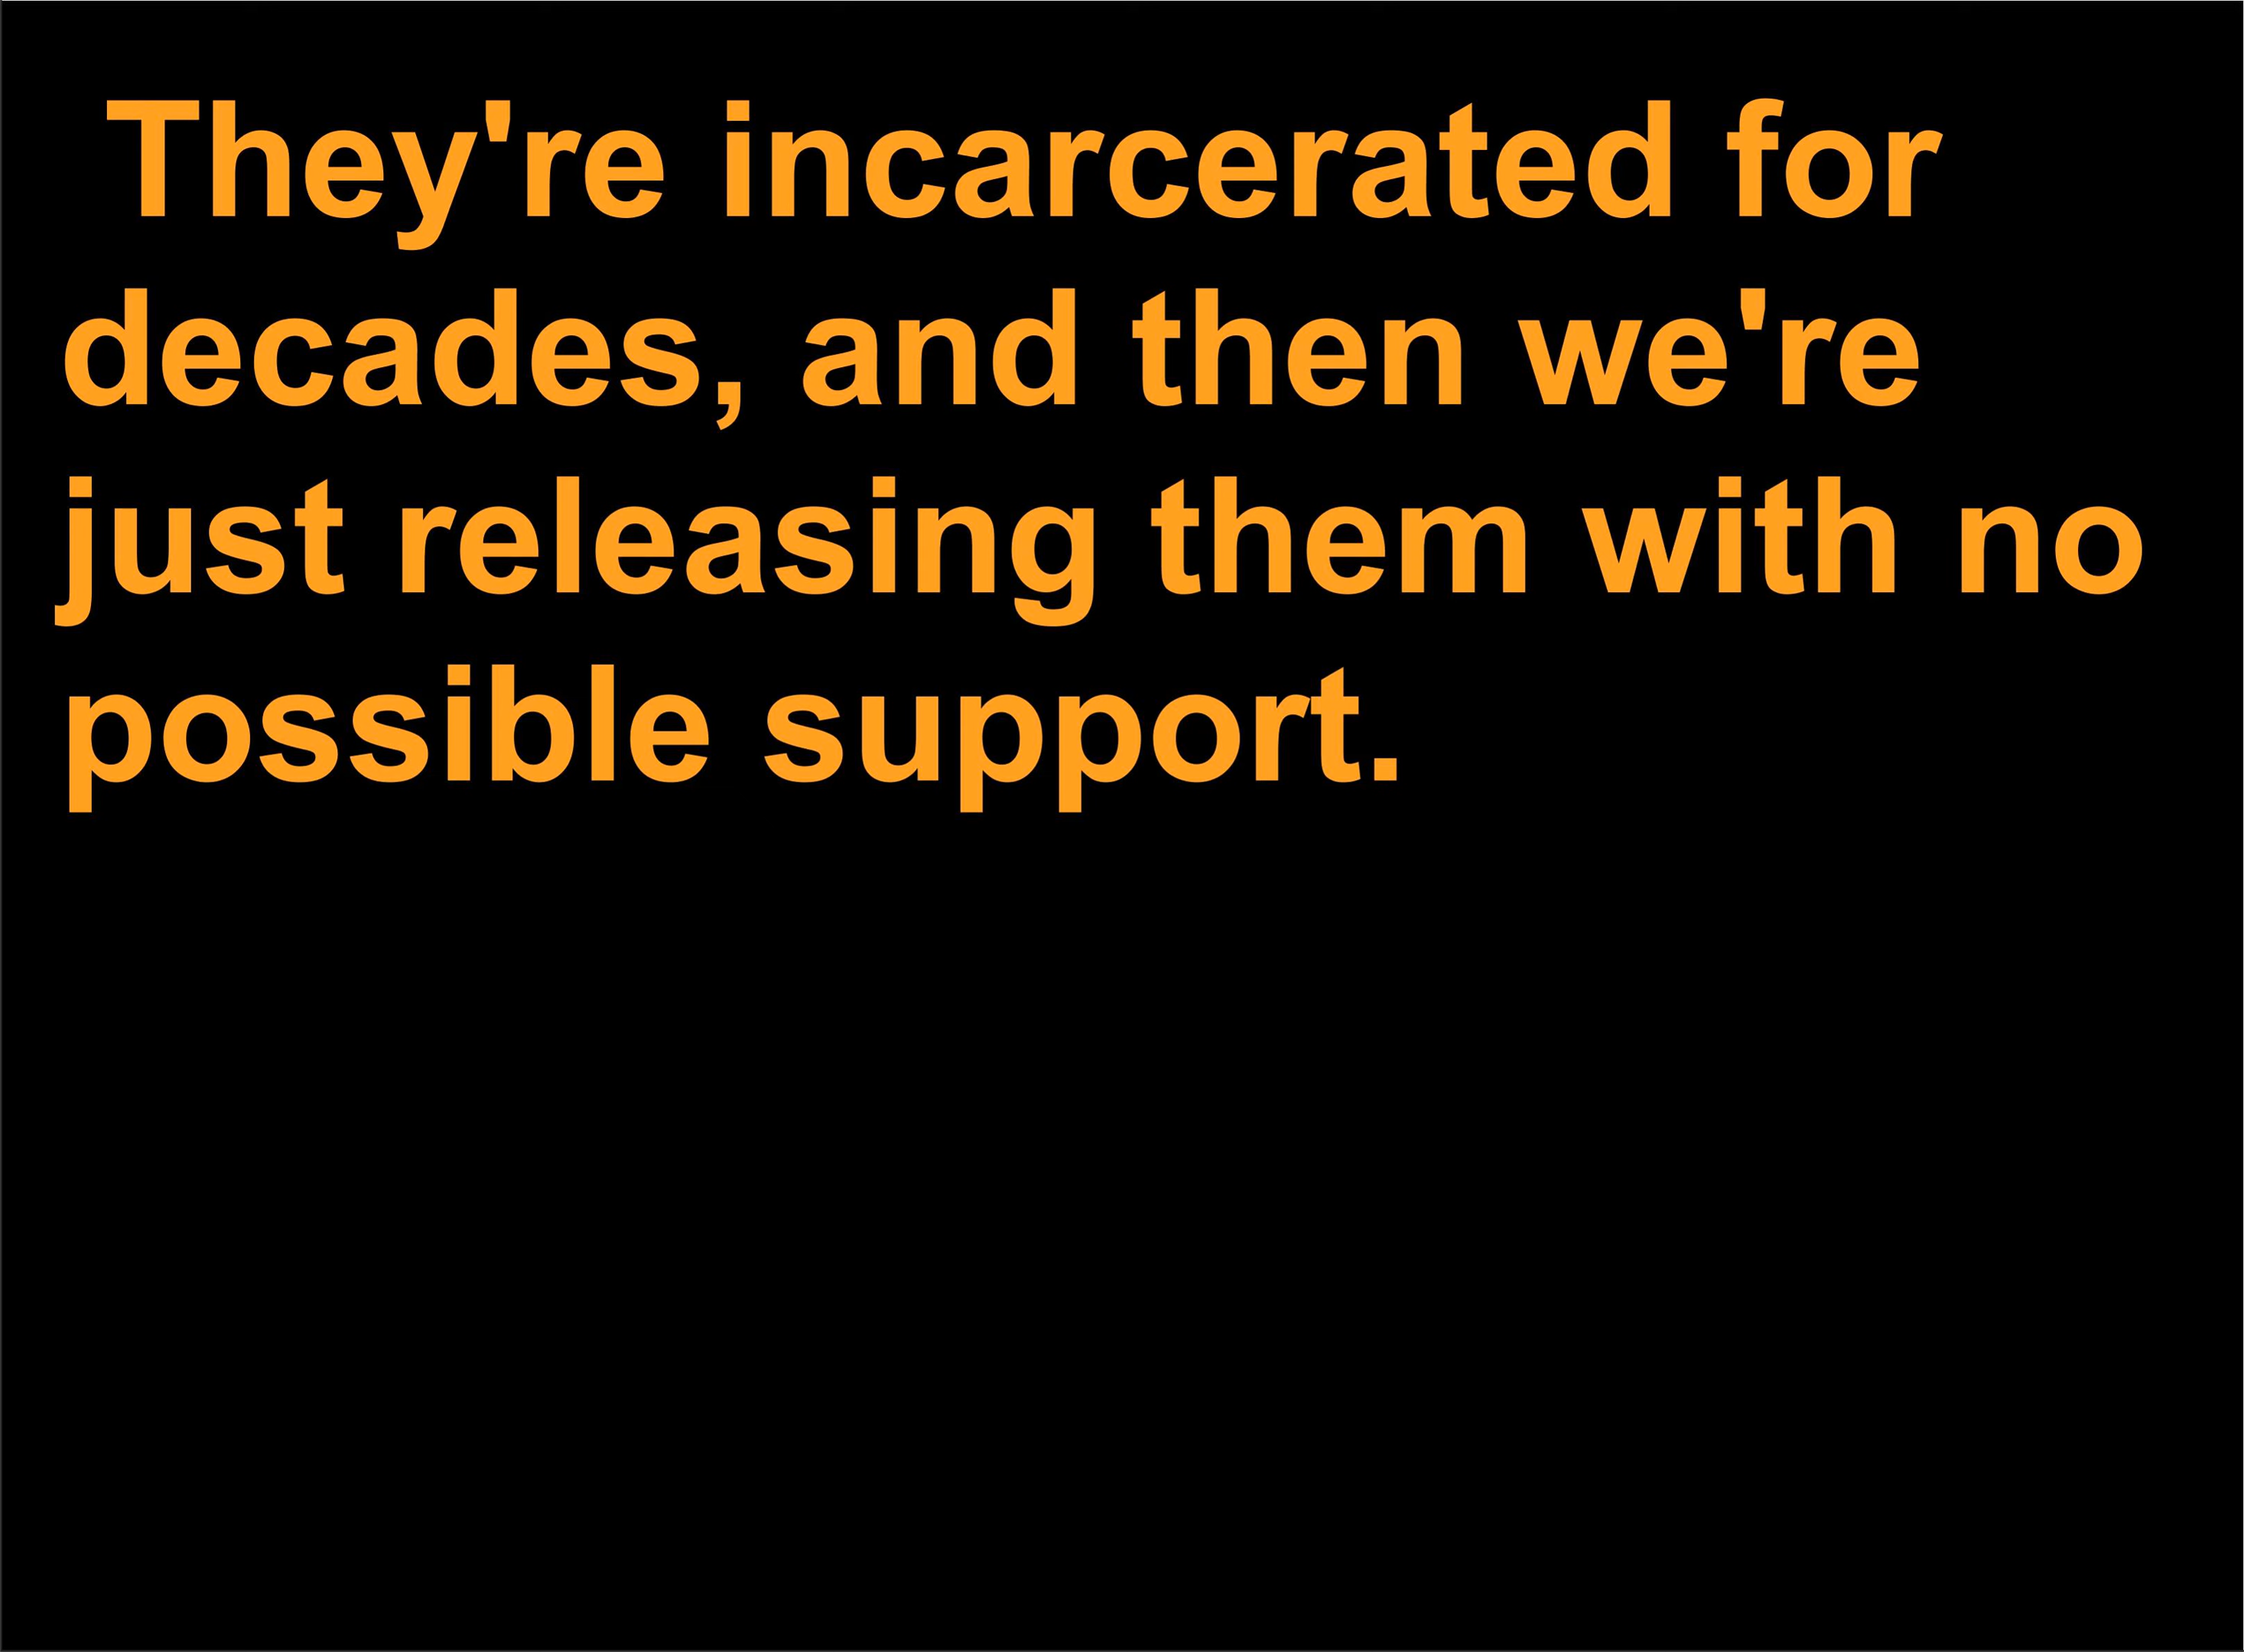 They're incarcerated for
decades, and then we're
just releasing them with no
possible support.